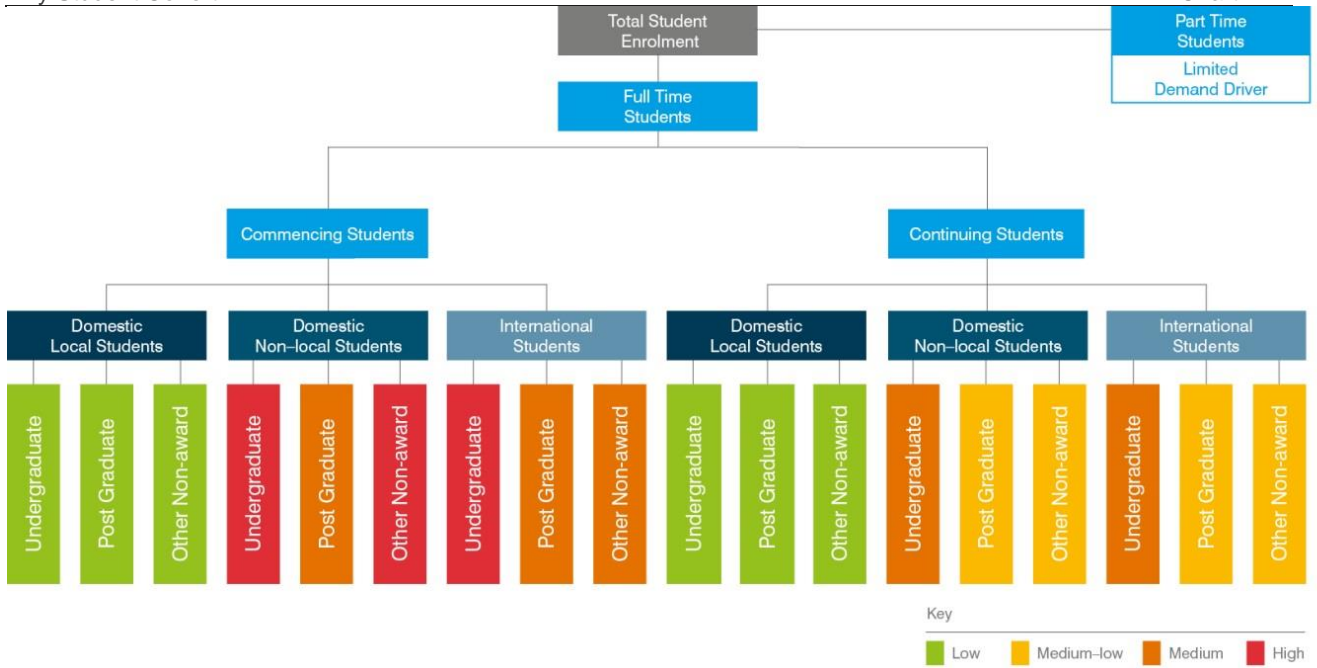 Total Student
Enrolment
Part Time
Students
Limited
Demand Driver
Full Time
Students
Commencing Students
Continuing Students
Domestic
Local Students
Domestic
Non–local Students
International
Students
Domestic
Local Students
Domestic
Non–local Students
International
Students
Undergraduate
Post Graduate
Other Non-award
Undergraduate
Post Graduate
Other Non-award
Undergraduate
Post Graduate
Other Non-award
Undergraduate
Post Graduate
Other Non-award
Undergraduate
Post Graduate
Other Non-award
Undergraduate
Post Graduate
Other Non-award
Key
Low
Medium–low
Medium
High